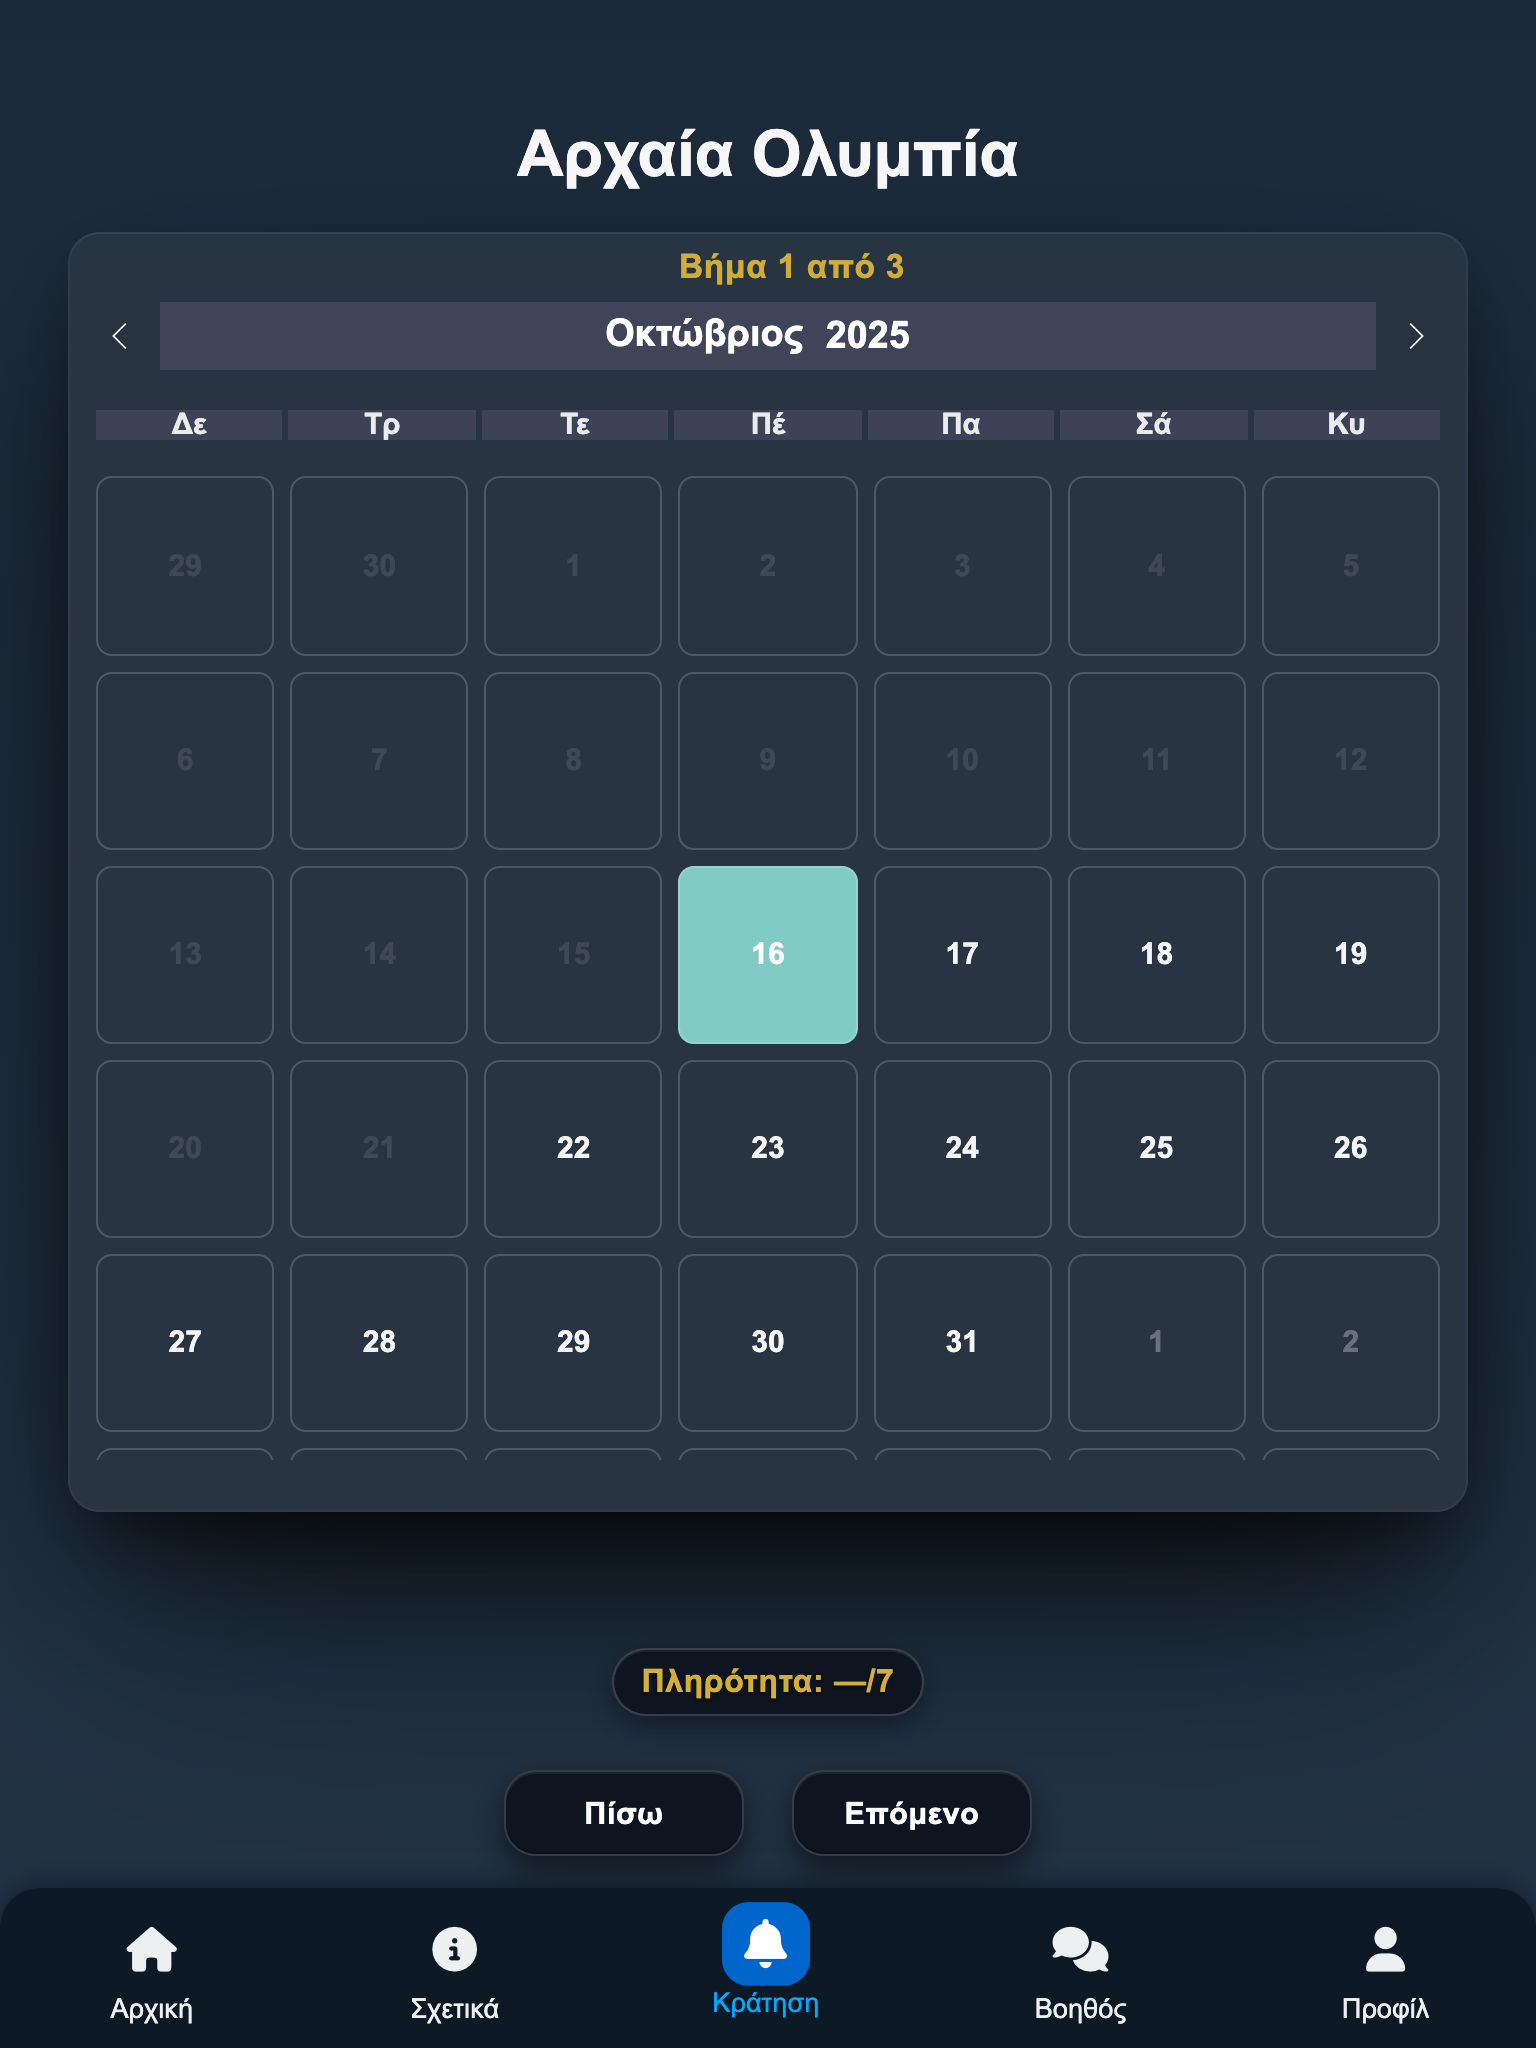 Αρχαία Ολυμπία
Βήμα 1 από 3
Οκτώβριος 2025
Δε Τρ Τε Πέ Πα Σά Κυ
29 30 1 2 3 4 5
6 7 8 9 10 11 12
13 14 15 16 17 18 19
20 21 22 23 24 25 26
27 28 29 30 31 1 2
Πληρότητα: —/7
Πίσω Επόμενο
Αρχική Σχετικά Κράτηση Βοηθός Προφίλ